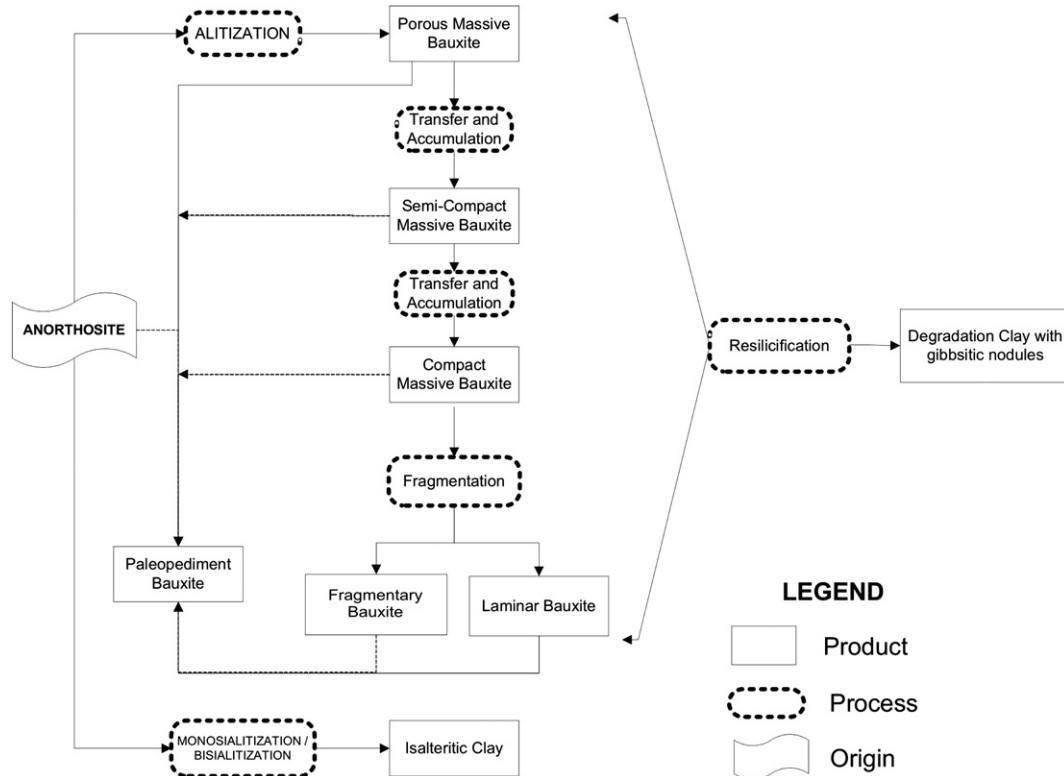 ALITIZATION
Porous Massive
Bauxite
Transfer and
Accumulation
Semi-Compact
Massive Bauxite
Transfer and
Accumulation
ANORTHOSITE
Compact
Massive Bauxite
Resilicification
Degradation Clay with
gibbsitic nodules
Fragmentation
Paleopediment
Bauxite
Fragmentary
Bauxite
Laminar Bauxite
MONOSIALITIZATION /
BISIALITIZATION
Isalteritic Clay
LEGEND
Product
Process
Origin